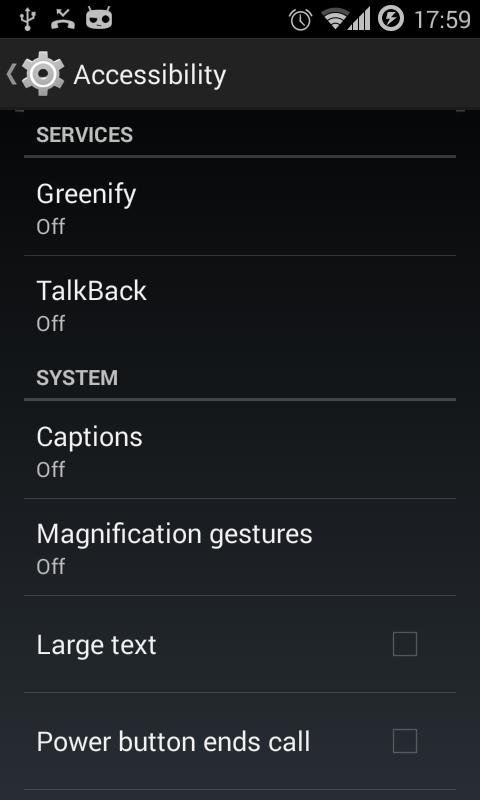 17:59
Accessibility
SERVICES
Greenify
Off
TalkBack
Off
SYSTEM
Captions
Off
Magnification gestures
Off
Large text
Power button ends call